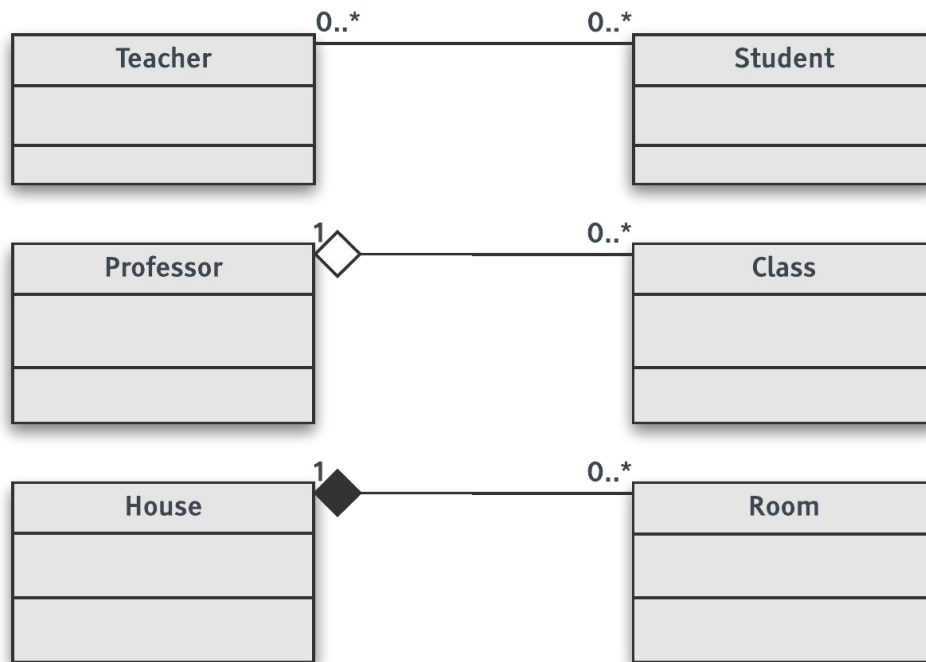 0..* 0..*
Teacher Student
1 0..*
Professor Class
1 0..*
House Room